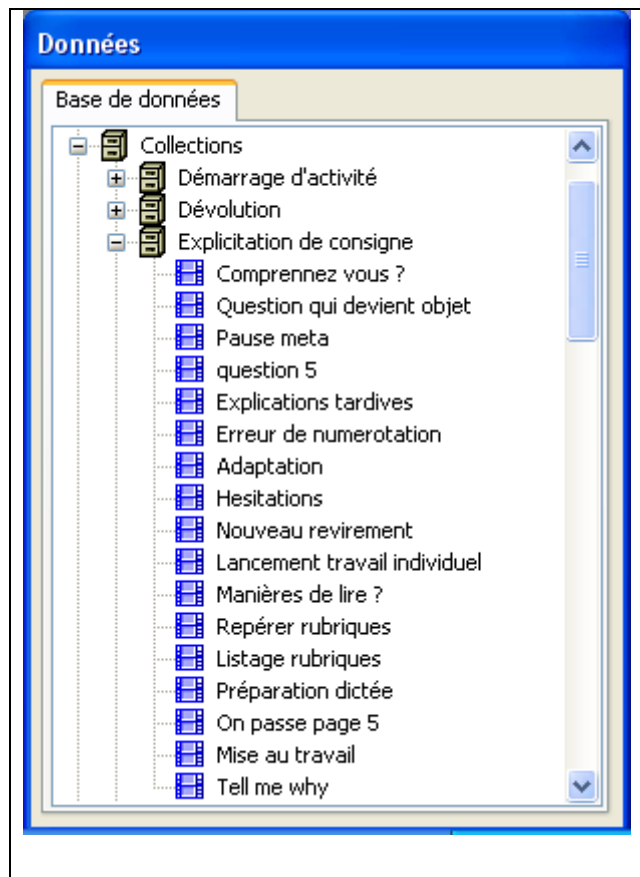 Données
Base de données
Collections
Démarrage d'activité
Dévolution
Explicitation de consigne
Comprennez vous ?
Question qui devient objet
Pause meta
question 5
Explications tardives
Erreur de numerotation
Adaptation
Hesitations
Nouveau revirement
Lancement travail individuel
Manières de lire ?
Repérer rubriques
Listage rubriques
Préparation dictée
On passe page 5
Mise au travail
Tell me why